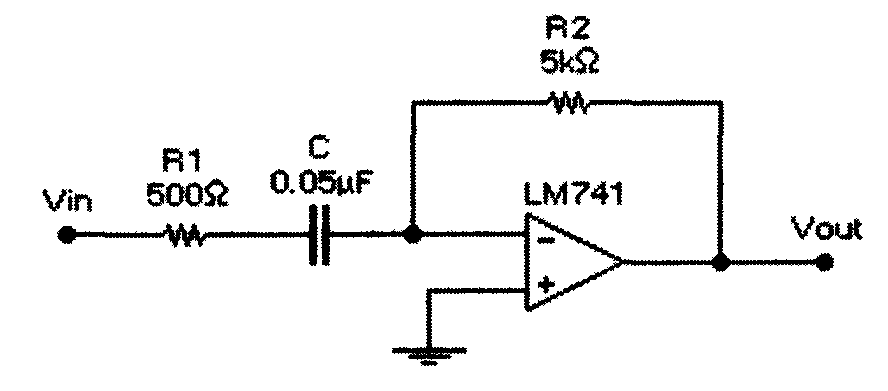 R2
5kΩ
R1
500Ω
C
0.05µF
LM741
Vin
Vout
-
+